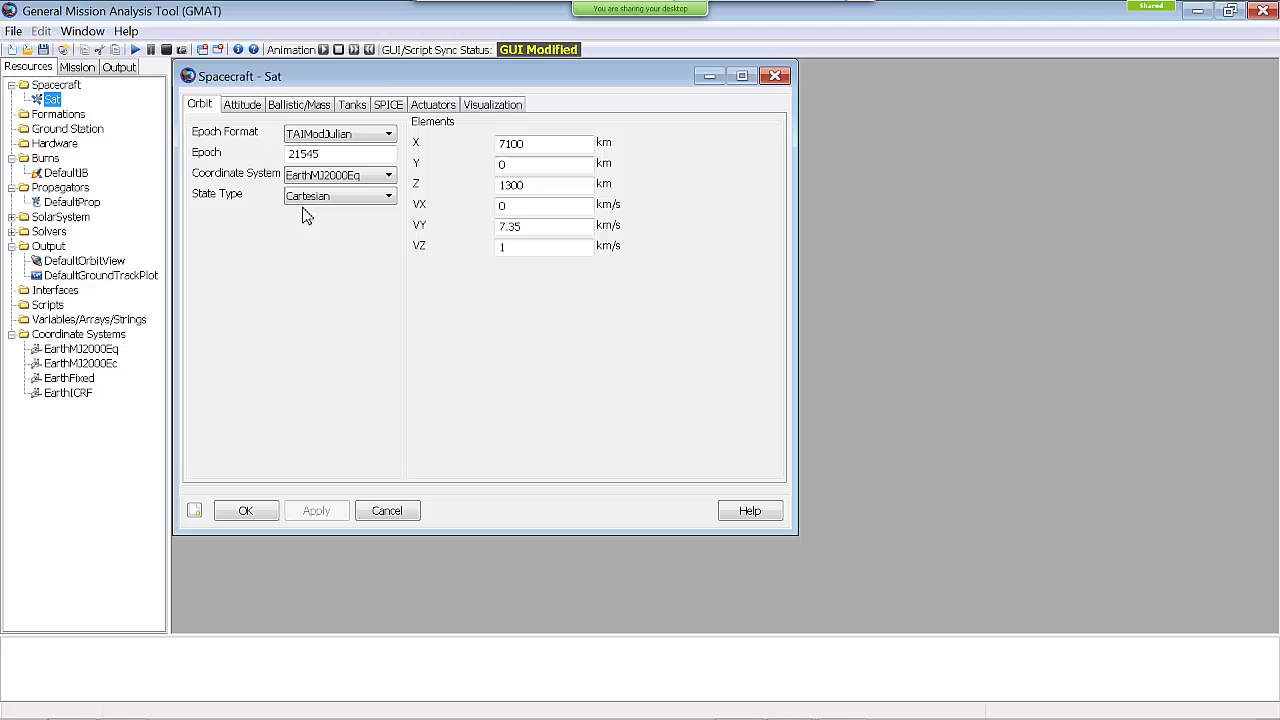 You are sharing your desktop
Shared
General Mission Analysis Tool (GMAT)
File Edit Window Help
Animation GUI/Script Sync Status: GUI Modified
Resources Mission Output
Spacecraft
Sat
Formations
Ground Station
Hardware
Burns
DefaultIB
Propagators
DefaultProp
SolarSystem
Solvers
Output
DefaultOrbitView
DefaultGroundTrackPlot
Interfaces
Scripts
Variables/Arrays/Strings
Coordinate Systems
EarthMJ2000Eq
EarthMJ2000Ec
EarthFixed
EarthICRF
Spacecraft - Sat
Orbit Attitude Ballistic/Mass Tanks SPICE Actuators Visualization
Epoch Format TAIModJulian
Epoch 21545
Coordinate System EarthMJ2000Eq
State Type Cartesian
Elements
X 7100 km
Y 0 km
Z 1300 km
VX 0 km/s
VY 7.35 km/s
VZ 1 km/s
OK Apply Cancel Help